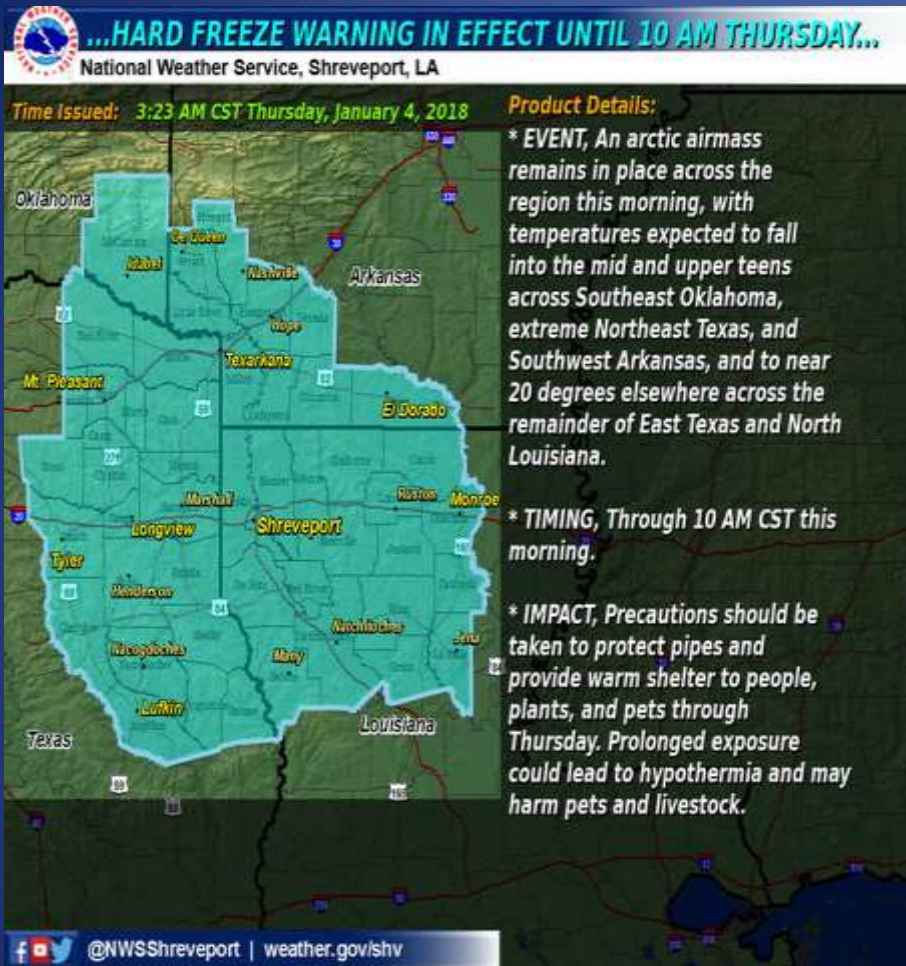 ...HARD FREEZE WARNING IN EFFECT UNTIL 10 AM THURSDAY...
National Weather Service, Shreveport, LA
Time Issued: 3:23 AM CST Thursday, January 4, 2018
Product Details:
* EVENT, An arctic airmass
remains in place across the
region this morning, with
temperatures expected to fall
into the mid and upper teens
across Southeast Oklahoma,
extreme Northeast Texas, and
Southwest Arkansas, and to near
20 degrees elsewhere across the
remainder of East Texas and North
Louisiana.
* TIMING, Through 10 AM CST this
morning.
* IMPACT, Precautions should be
taken to protect pipes and
provide warm shelter to people,
plants, and pets through
Thursday. Prolonged exposure
could lead to hypothermia and may
harm pets and livestock.
Oklahoma
De Queen
Idabel
Nashville
Arkansas
30
Hope
Texarkana
Mt. Pleasant
El Dorado
Marshall
Ruston
Monroe
20
Longview
Shreveport
Tyler
Henderson
84
Natchitoches
Nacogdoches
Many
Jena
Lufkin
Texas
Louisiana
@NWSShreveport | weather.gov/shv